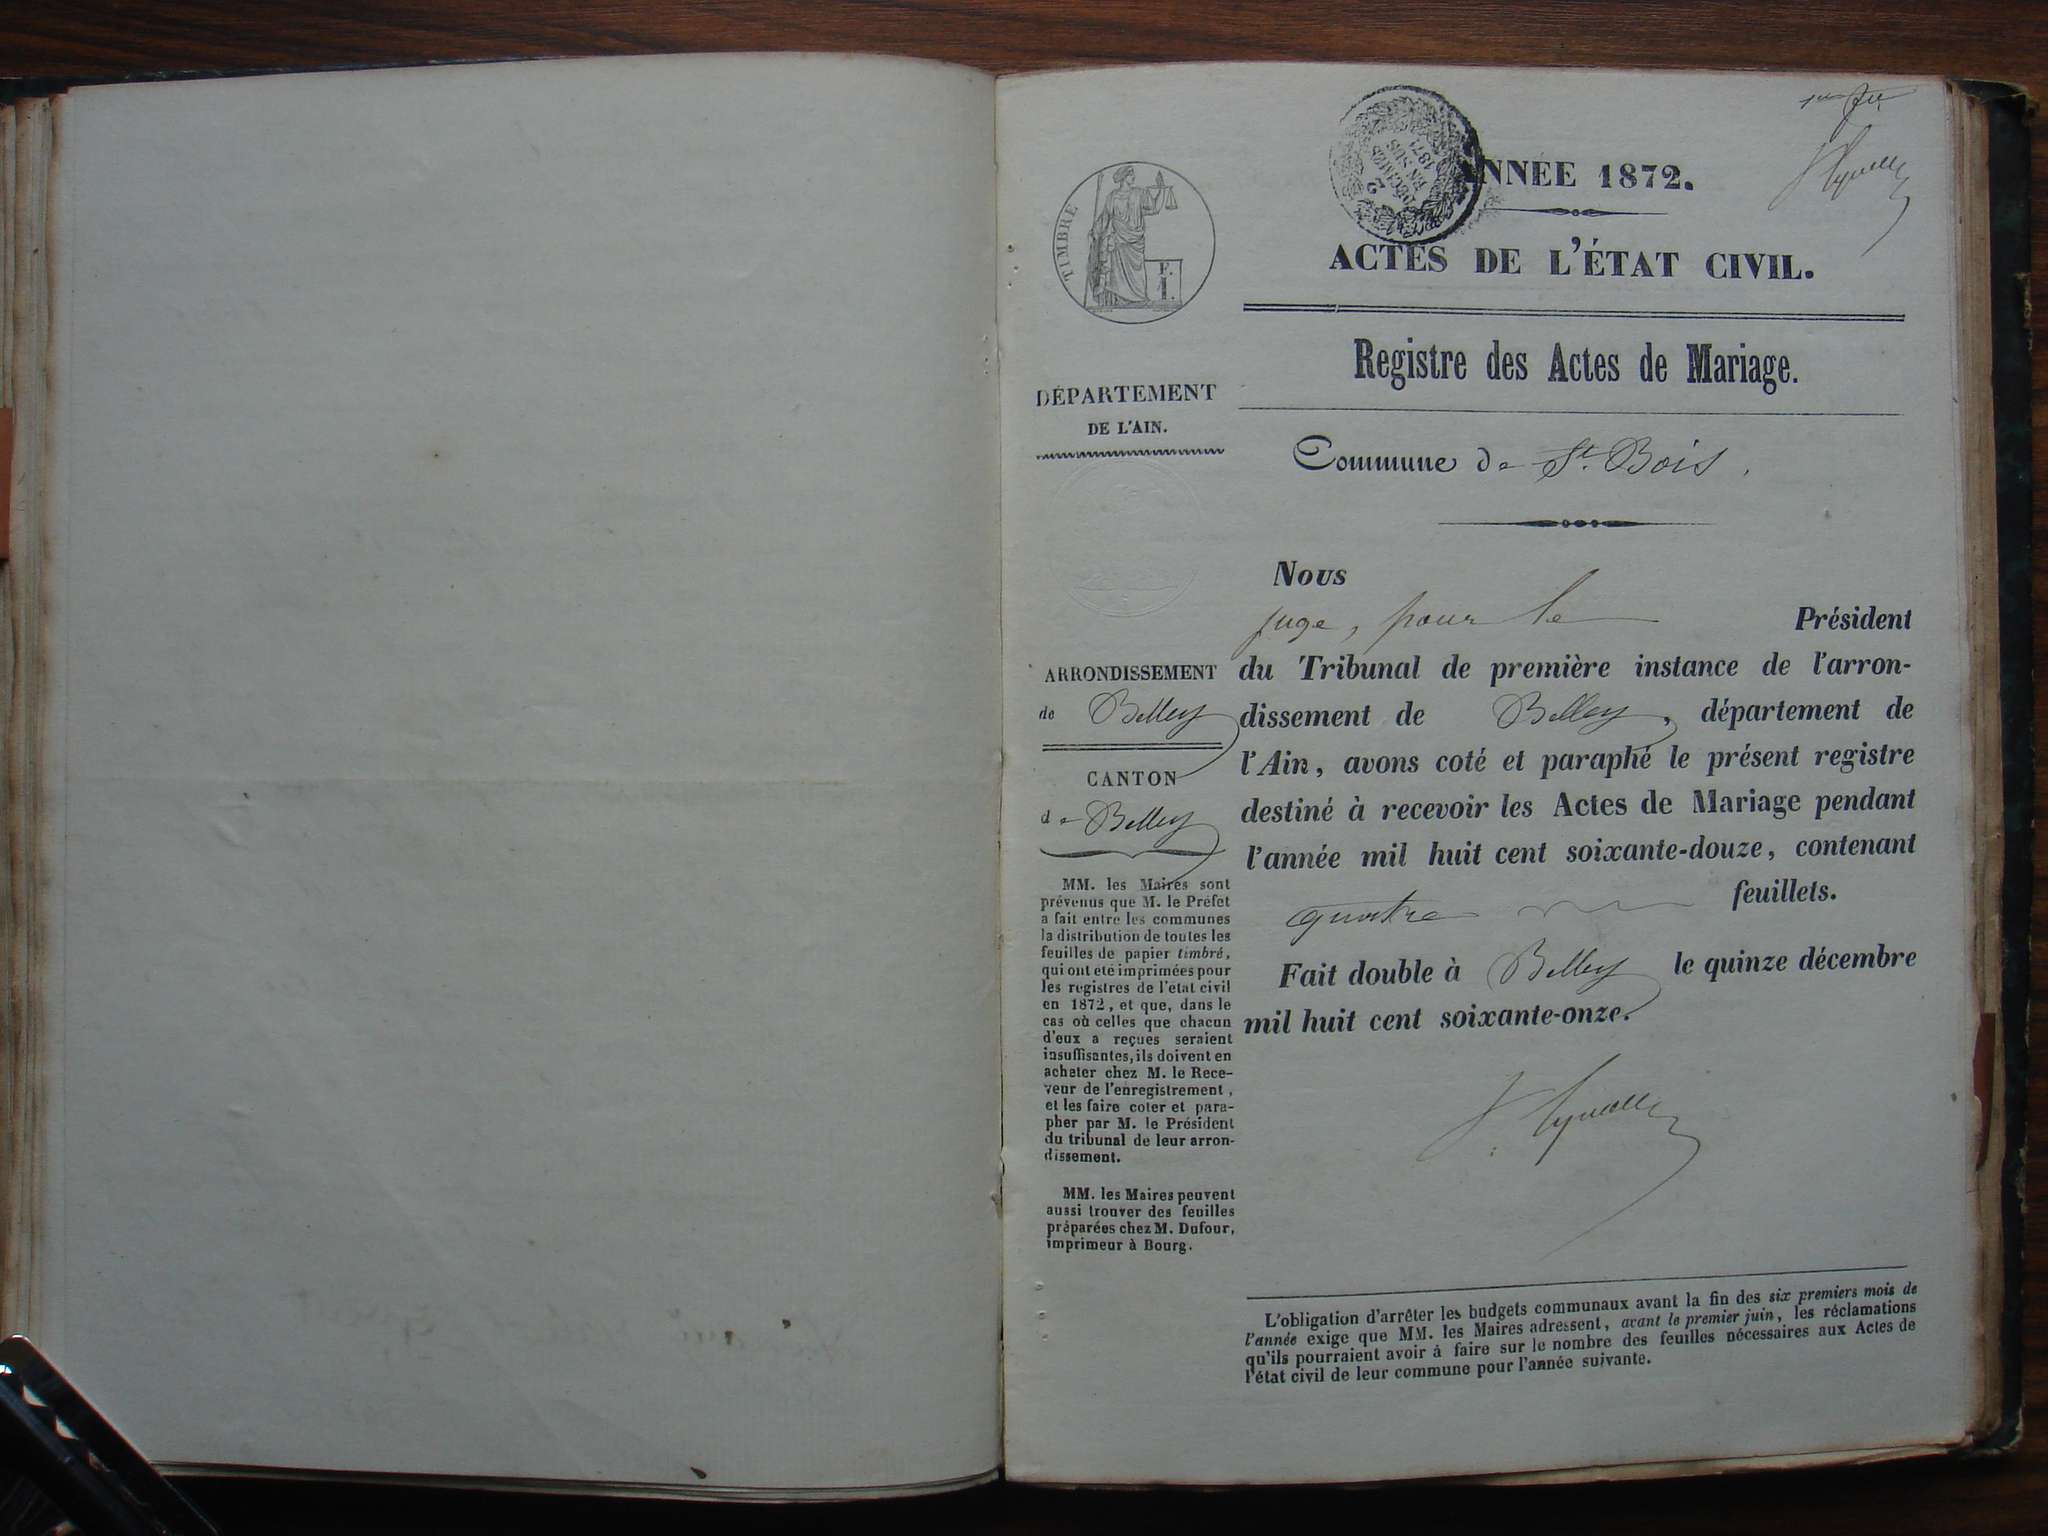 1er
ANNÉE 1872.
2 DÉCIMES
EN SUS
1871
TIMBRE
F.
1.
ACTES DE L'ÉTAT CIVIL.
Registre des Actes de Mariage.
DÉPARTEMENT
DE L'AIN.
Commune de St. Bois.
Nous
juge, pour le Président
du Tribunal de première instance de l'arron-
dissement de Belley, département de
l'Ain, avons coté et paraphé le présent registre
destiné à recevoir les Actes de Mariage pendant
l'année mil huit cent soixante-douze, contenant
quatre feuillets.
Fait double à Belley le quinze décembre
mil huit cent soixante-onze.
ARRONDISSEMENT
de Belley
CANTON
de Belley
MM. les Maires sont
prévenus que M. le Préfet
a fait entre les communes
la distribution de toutes les
feuilles de papier timbré,
qui ont été imprimées pour
les registres de l'état civil
en 1872, et que, dans le
cas où celles que chacun
d'eux a reçues seraient
insuffisantes, ils doivent en
acheter chez M. le Rece-
veur de l'enregistrement,
et les faire coter et para-
pher par M. le Président
du tribunal de leur arron-
dissement.
MM. les Maires peuvent
aussi trouver des feuilles
préparées chez M. Dufour,
imprimeur à Bourg.
L'obligation d'arrêter les budgets communaux avant la fin des six premiers mois de
l'année exige que MM. les Maires adressent, avant le premier juin, les réclamations
qu'ils pourraient avoir à faire sur le nombre des feuilles nécessaires aux Actes de
l'état civil de leur commune pour l'année suivante.